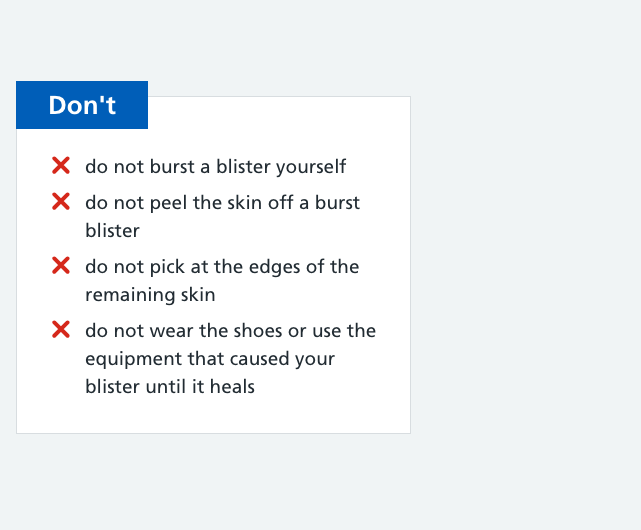 Don't
do not burst a blister yourself
do not peel the skin off a burst
blister
do not pick at the edges of the
remaining skin
do not wear the shoes or use the
equipment that caused your
blister until it heals